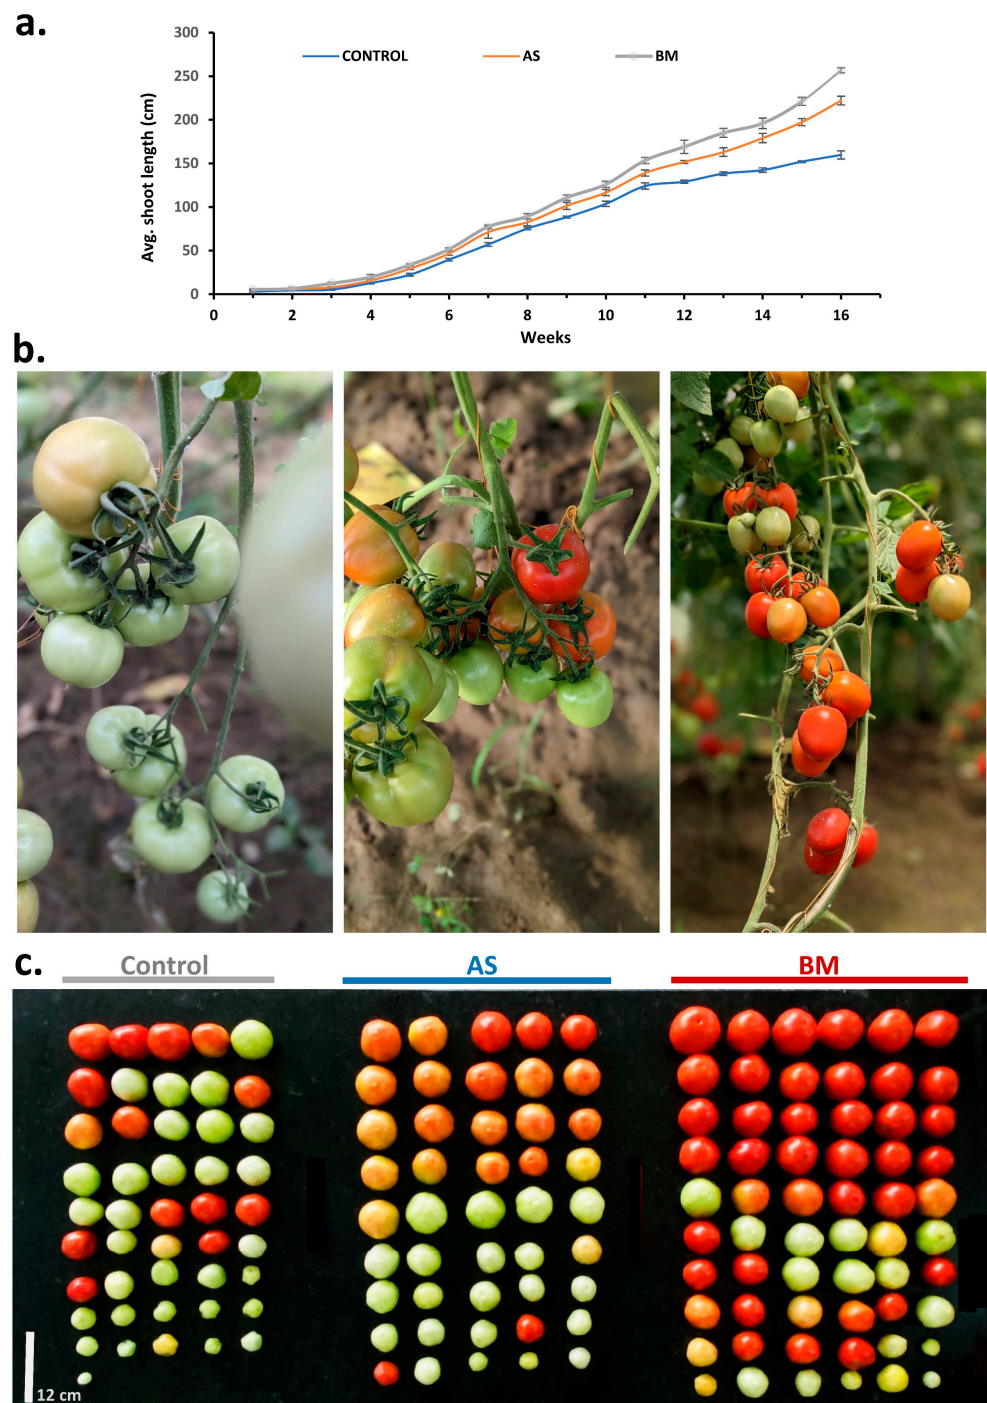 a.
300
250
200
150
100
50
0
Avg. shoot length (cm)
CONTROL AS BM
0 2 4 6 8 10 12 14 16
Weeks
b.
c.
Control AS BM
12 cm